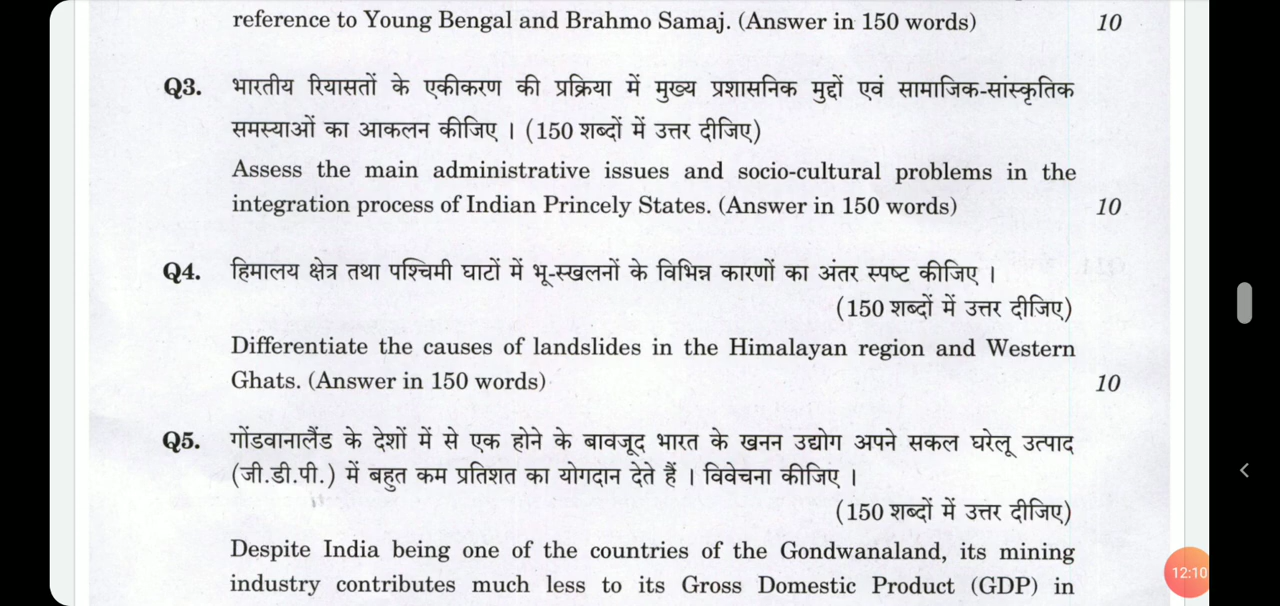 reference to Young Bengal and Brahmo Samaj. (Answer in 150 words) 10
Q3. भारतीय रियासतों के एकीकरण की प्रक्रिया में मुख्य प्रशासनिक मुद्दों एवं सामाजिक-सांस्कृतिक
समस्याओं का आकलन कीजिए । (150 शब्दों में उत्तर दीजिए)
Assess the main administrative issues and socio-cultural problems in the
integration process of Indian Princely States. (Answer in 150 words) 10
Q4. हिमालय क्षेत्र तथा पश्चिमी घाटों में भू-स्खलनों के विभिन्न कारणों का अंतर स्पष्ट कीजिए ।
(150 शब्दों में उत्तर दीजिए)
Differentiate the causes of landslides in the Himalayan region and Western
Ghats. (Answer in 150 words) 10
Q5. गोंडवानालैंड के देशों में से एक होने के बावजूद भारत के खनन उद्योग अपने सकल घरेलू उत्पाद
(जी.डी.पी.) में बहुत कम प्रतिशत का योगदान देते हैं । विवेचना कीजिए ।
(150 शब्दों में उत्तर दीजिए)
Despite India being one of the countries of the Gondwanaland, its mining
industry contributes much less to its Gross Domestic Product (GDP) in
12:10